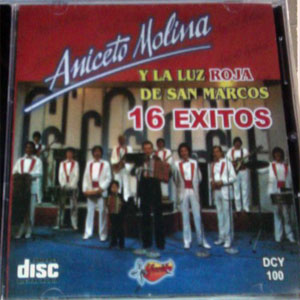 Aniceto Molina
Y LA LUZ ROJA
DE SAN MARCOS
16 EXITOS
disc
DCY
100